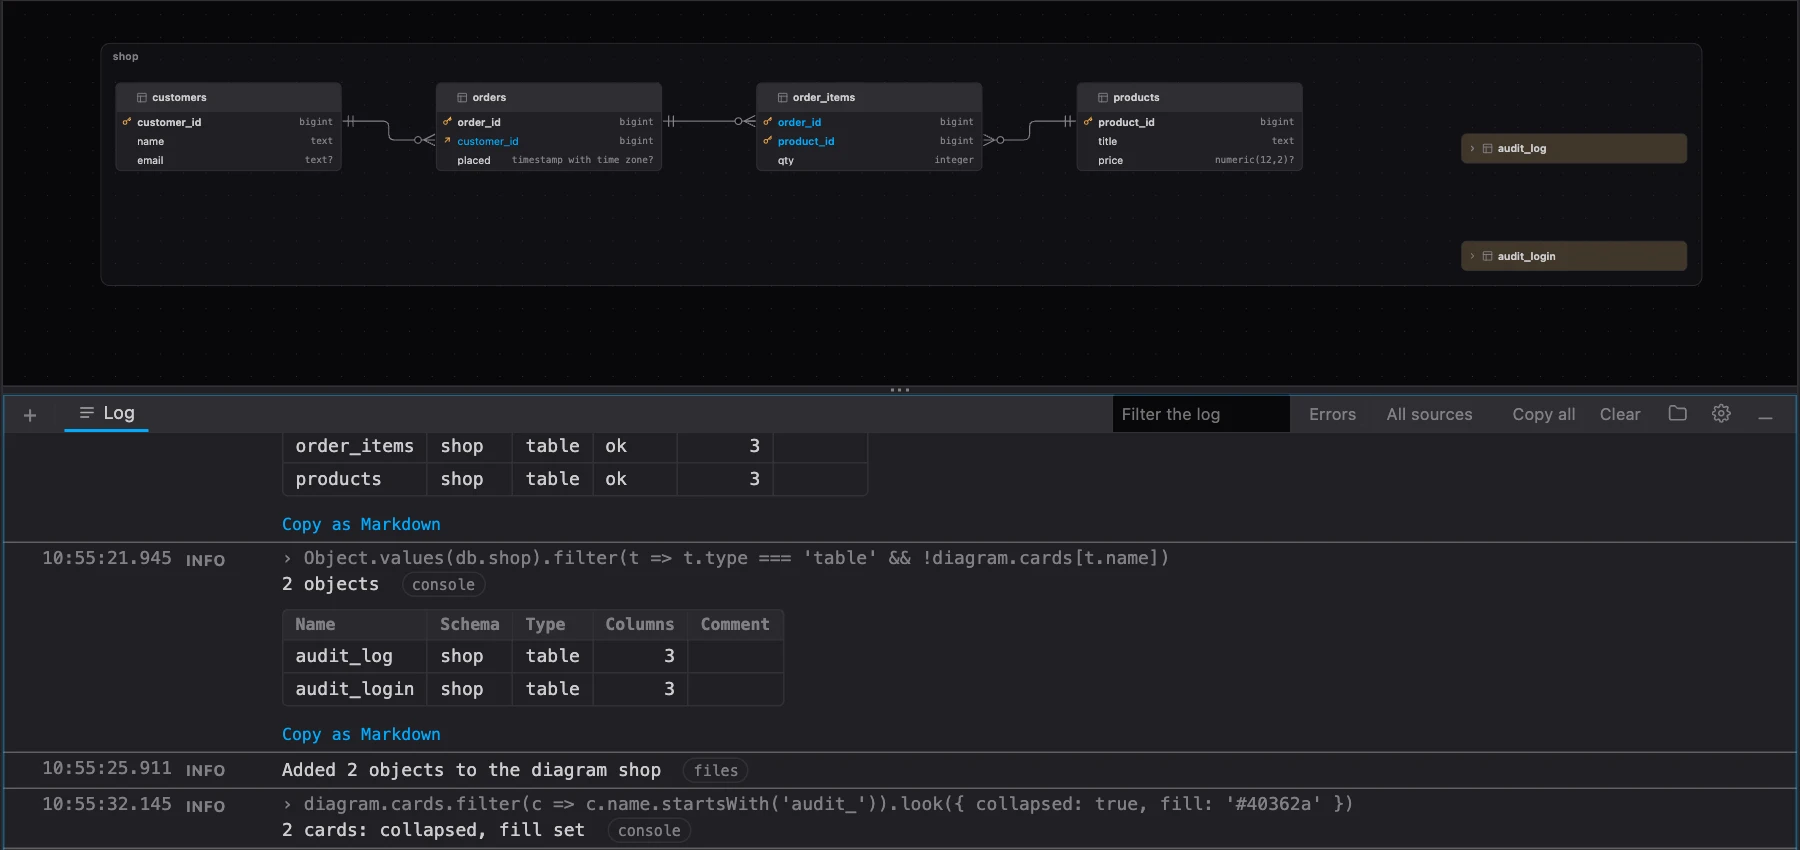 shop
customers
customer_id bigint
name text
email text?
orders
order_id bigint
customer_id bigint
placed timestamp with time zone?
order_items
order_id bigint
product_id bigint
qty integer
products
product_id bigint
title text
price numeric(12,2)?
› audit_log
› audit_login
+ Log Filter the log Errors All sources Copy all Clear
order_items shop table ok 3
products shop table ok 3
Copy as Markdown
10:55:21.945 INFO › Object.values(db.shop).filter(t => t.type === 'table' && !diagram.cards[t.name])
2 objects console
Name Schema Type Columns Comment
audit_log shop table 3
audit_login shop table 3
Copy as Markdown
10:55:25.911 INFO Added 2 objects to the diagram shop files
10:55:32.145 INFO › diagram.cards.filter(c => c.name.startsWith('audit_')).look({ collapsed: true, fill: '#40362a' })
2 cards: collapsed, fill set console